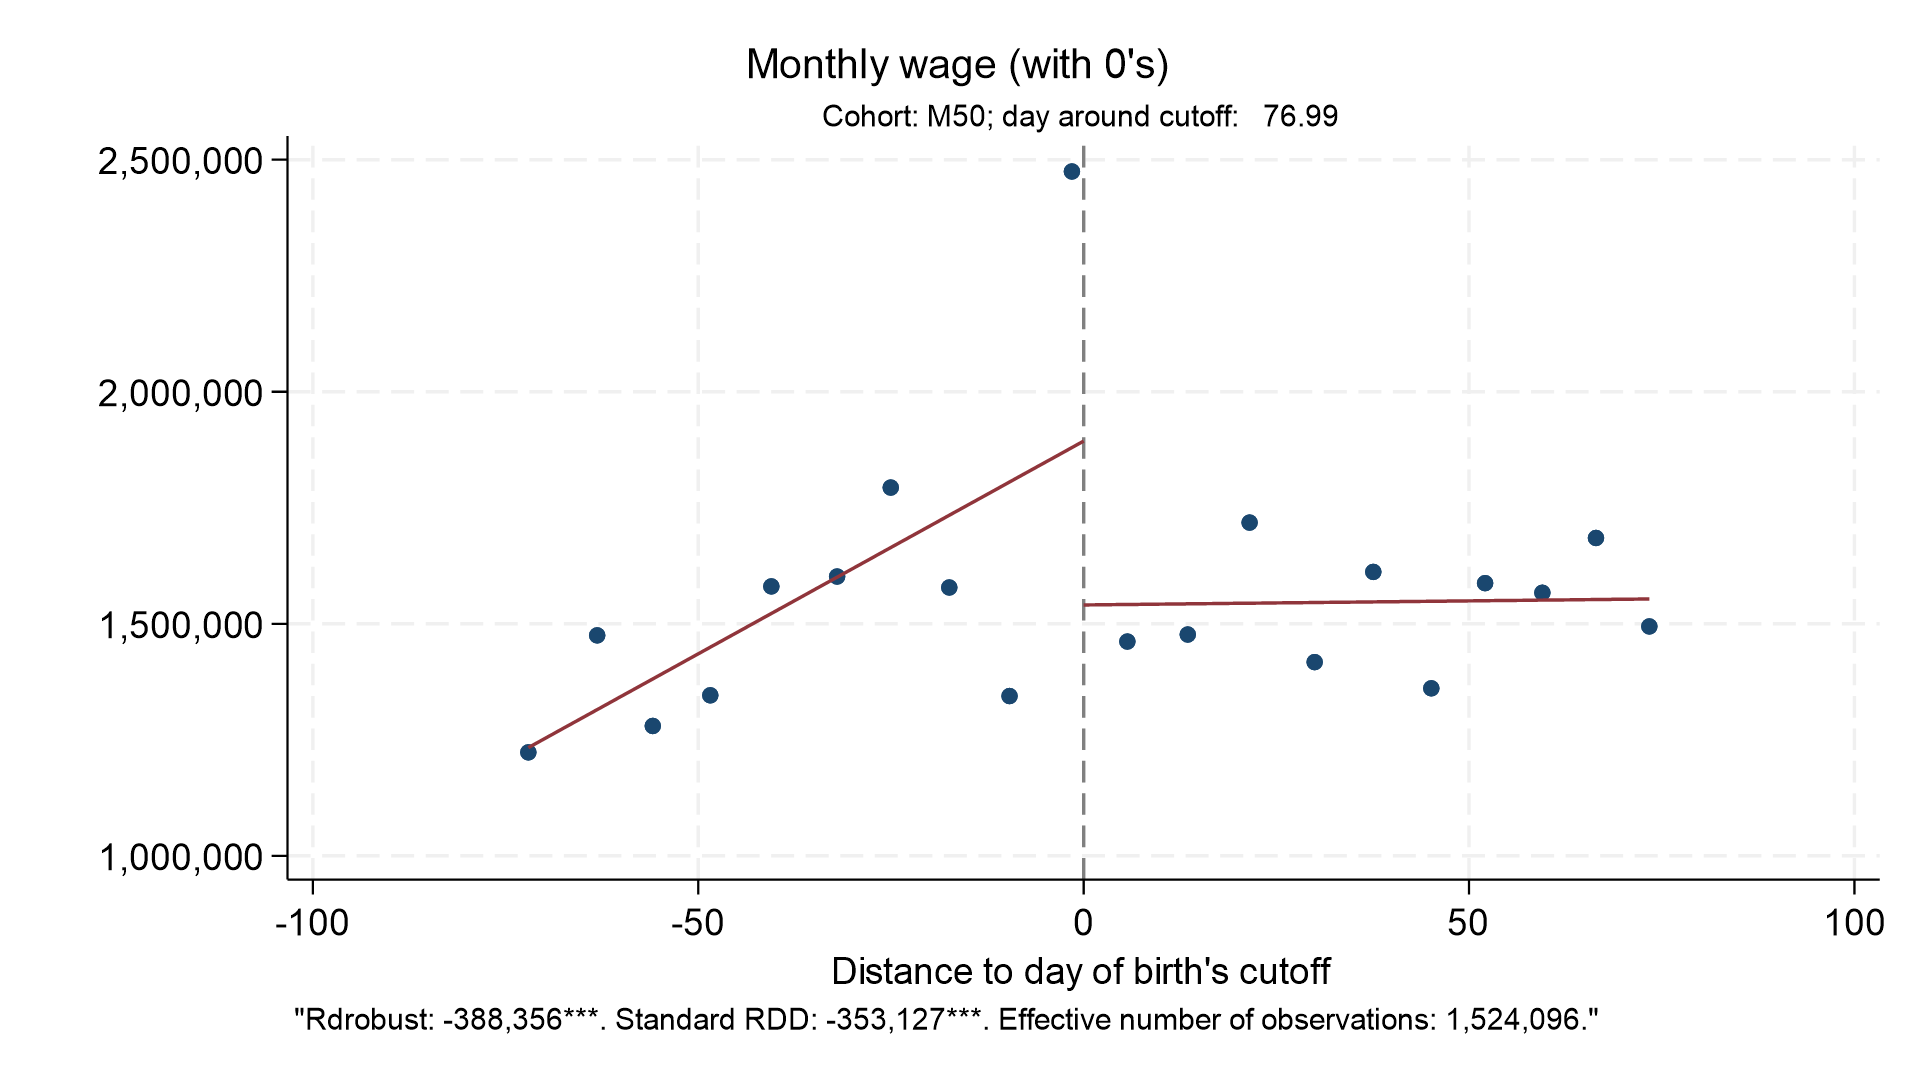 Monthly wage (with 0's)
Cohort: M50; day around cutoff: 76.99
2,500,000
2,000,000
1,500,000
1,000,000
-100
-50
0
50
100
Distance to day of birth's cutoff
"Rdrobust: -388,356***. Standard RDD: -353,127***. Effective number of observations: 1,524,096."